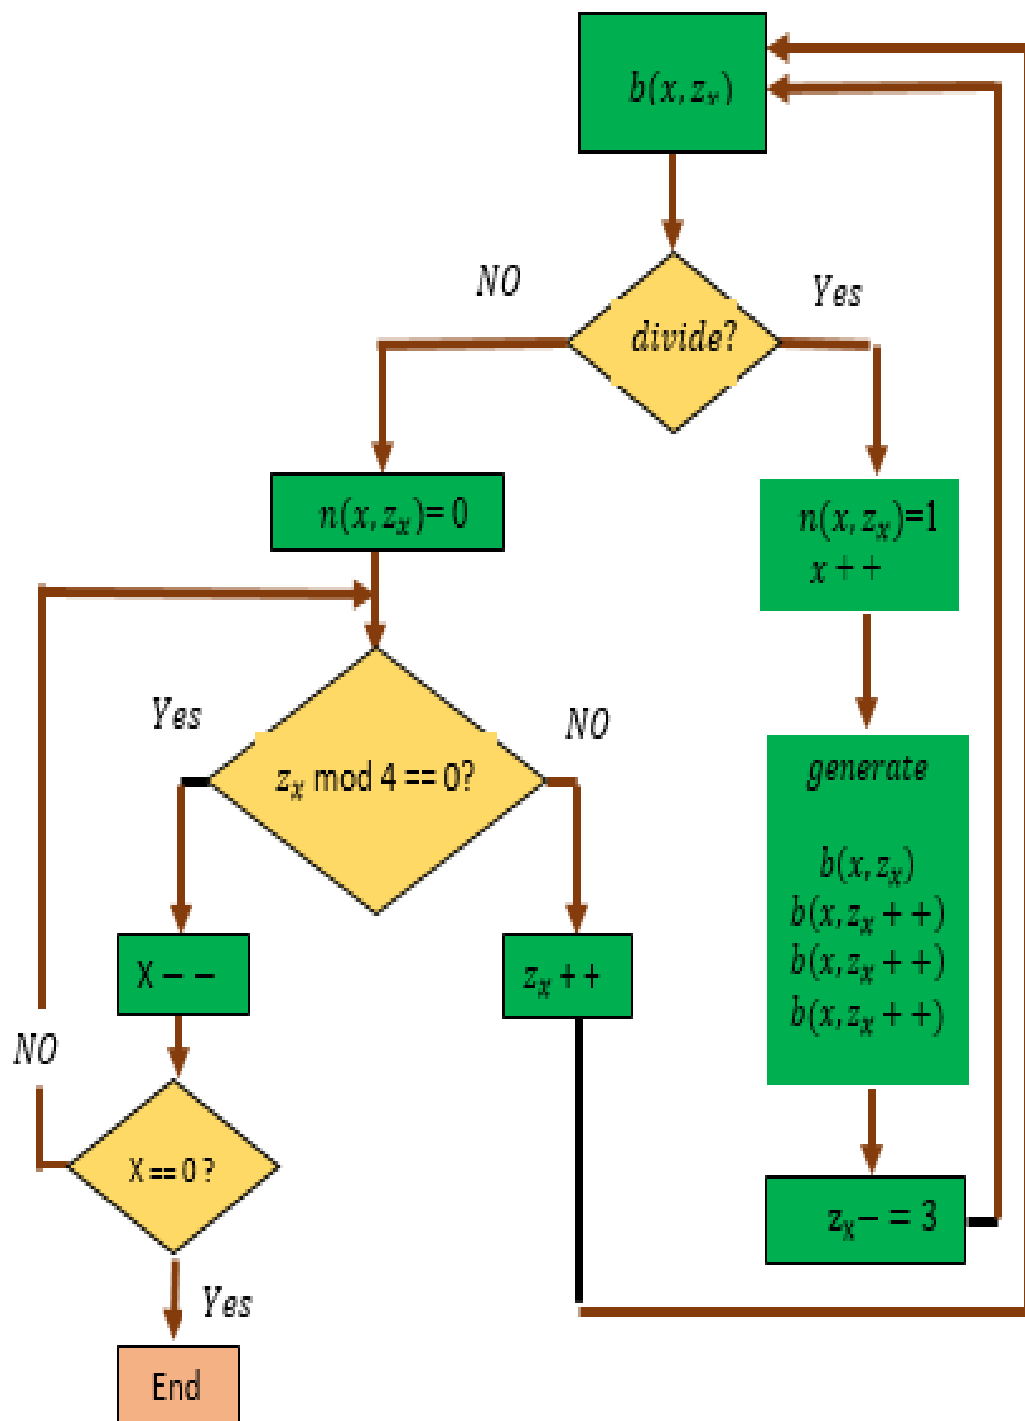 b(x, zₓ)
divide?
NO
Yes
n(x, zₓ)= 0
n(x, zₓ)=1
x + +
Yes
NO
zₓ mod 4 == 0?
generate
b(x, zₓ)
b(x, zₓ + +)
b(x, zₓ + +)
b(x, zₓ + +)
X − −
zₓ + +
NO
X == 0 ?
zₓ− = 3
Yes
End